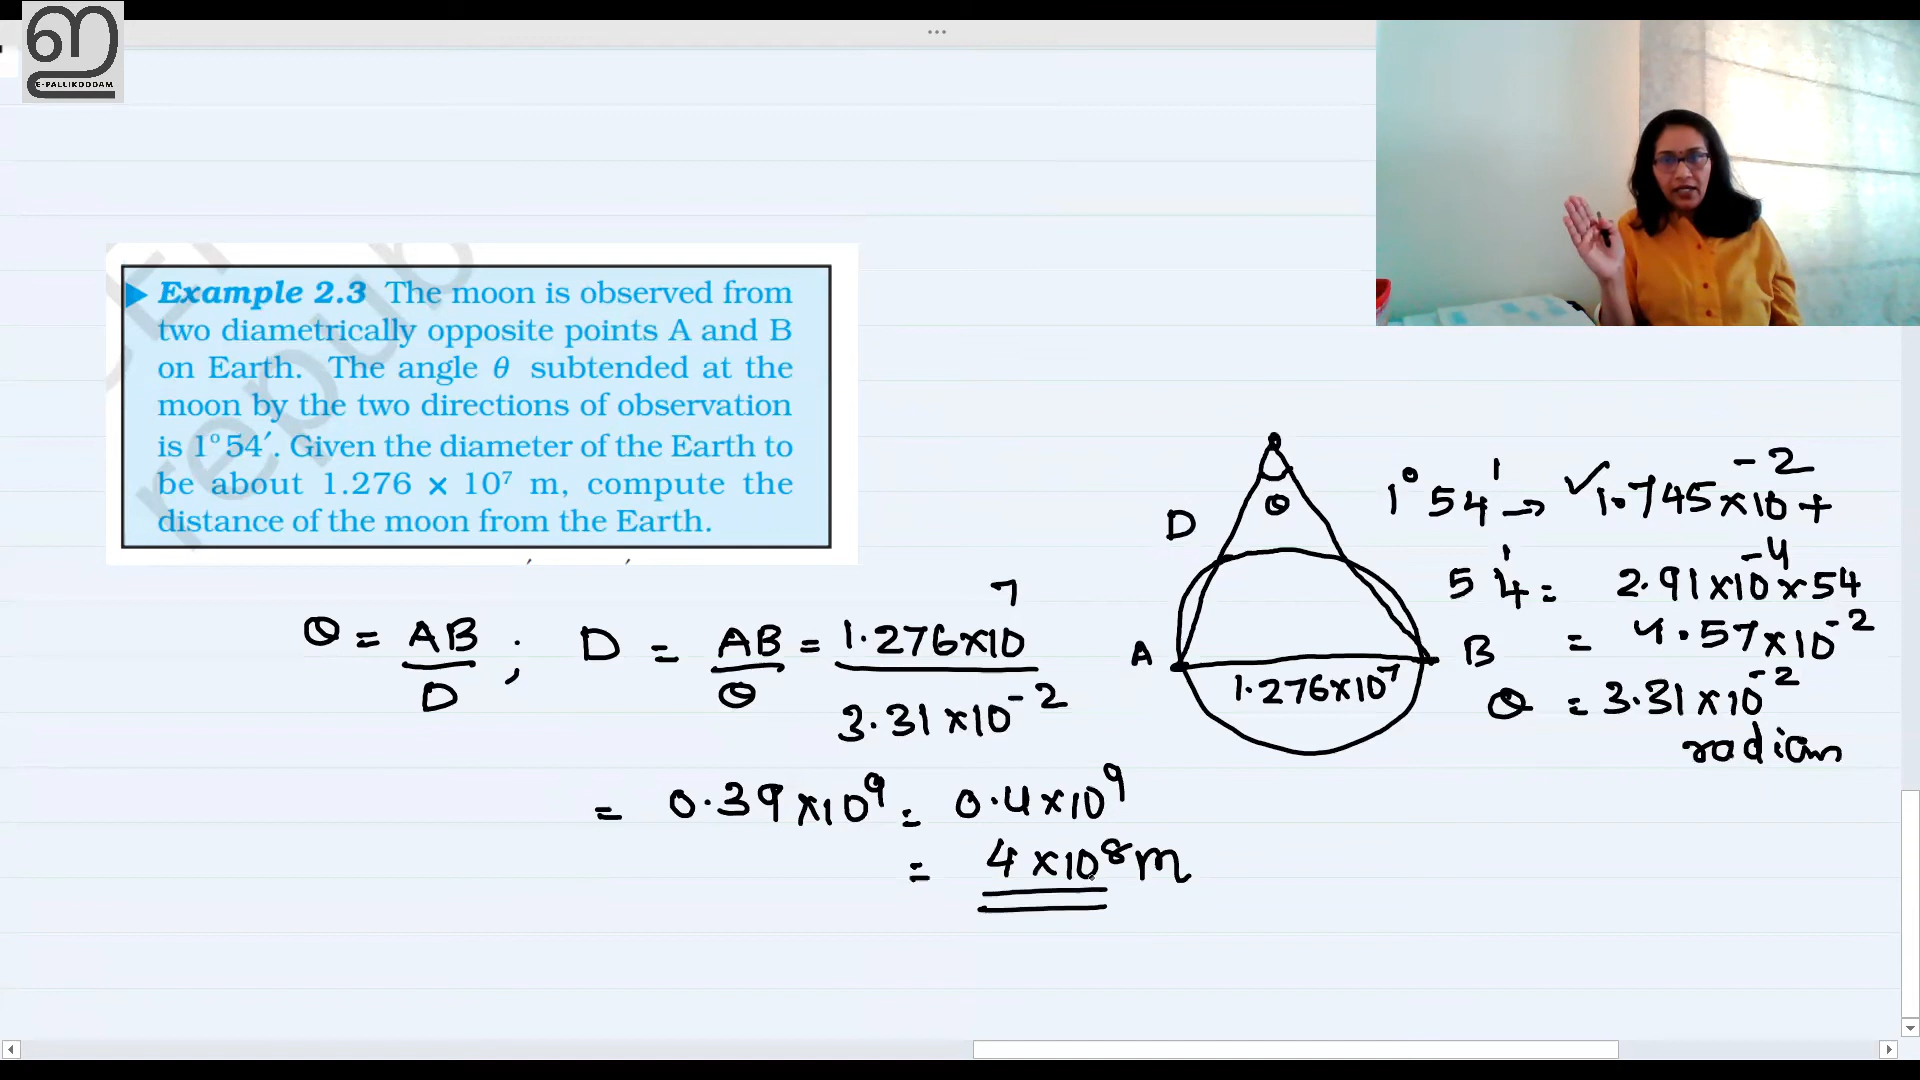 ഈ
E-PALLIKOODAM
Example 2.3 The moon is observed from
two diametrically opposite points A and B
on Earth. The angle θ subtended at the
moon by the two directions of observation
is 1° 54′. Given the diameter of the Earth to
be about 1.276 × 10⁷ m, compute the
distance of the moon from the Earth.
θ = AB/D ; D = AB/θ = 1.276×10⁷/3.31×10⁻²
= 0.39×10⁹ = 0.4×10⁹
= 4×10⁸m
θ
D
A
B
1.276×10⁷
1° 54' → ✓1.745×10⁻² +
54' = 2.91×10⁻⁴×54
= 4.57×10⁻²
θ = 3.31×10⁻²
radian